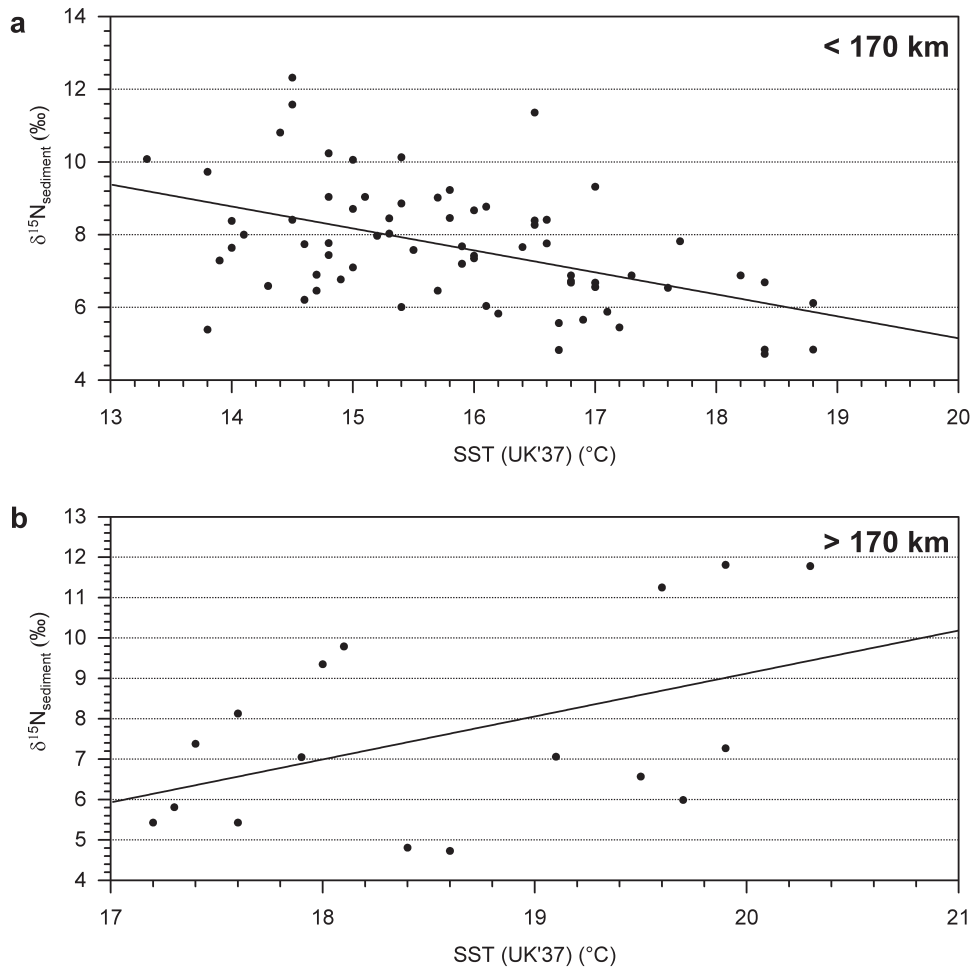 a
< 170 km
14
12
10
8
6
4
δ15Nsediment (‰)
13 14 15 16 17 18 19 20
SST (UK'37) (°C)
b
> 170 km
13
12
11
10
9
8
7
6
5
4
δ15Nsediment (‰)
17 18 19 20 21
SST (UK'37) (°C)